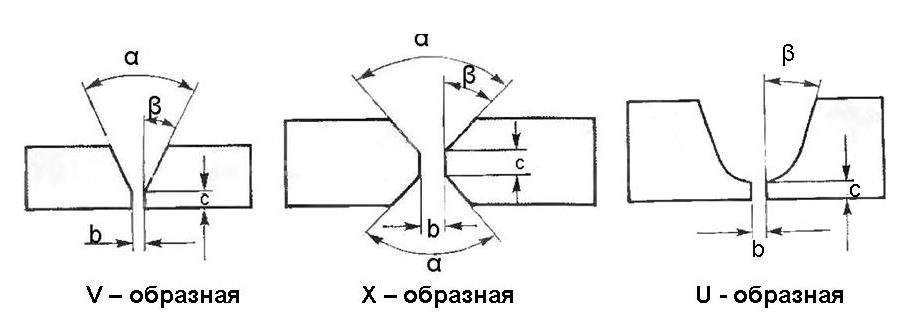 α
β
c
b
V – образная
α
β
c
b
α
X – образная
β
c
b
U - образная